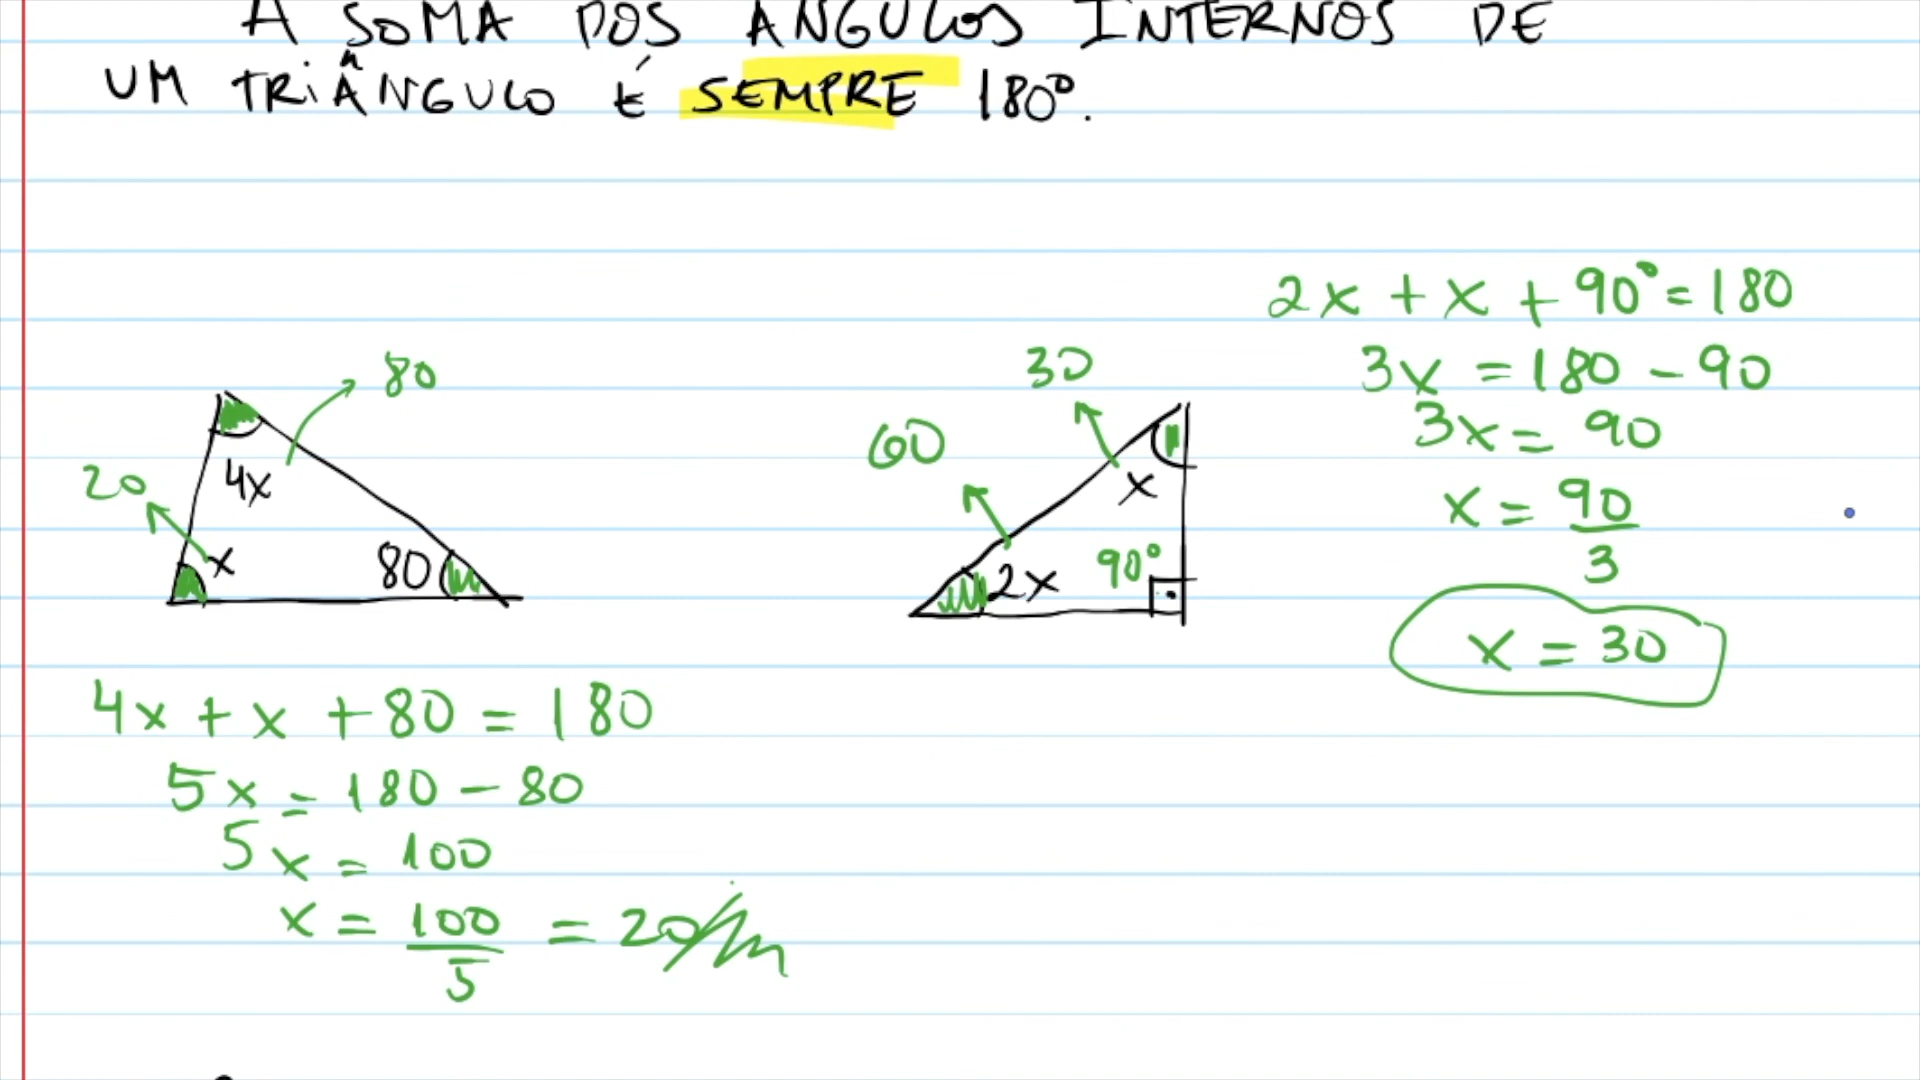 A SOMA DOS ÂNGULOS INTERNOS DE
UM TRIÂNGULO É SEMPRE 180º.
80
20
4x
x
80
4x + x + 80 = 180
5x = 180 - 80
5x = 100
x = 100/5 = 20
30
60
x
2x
90°
2x + x + 90° = 180
3x = 180 - 90
3x = 90
x = 90/3
x = 30